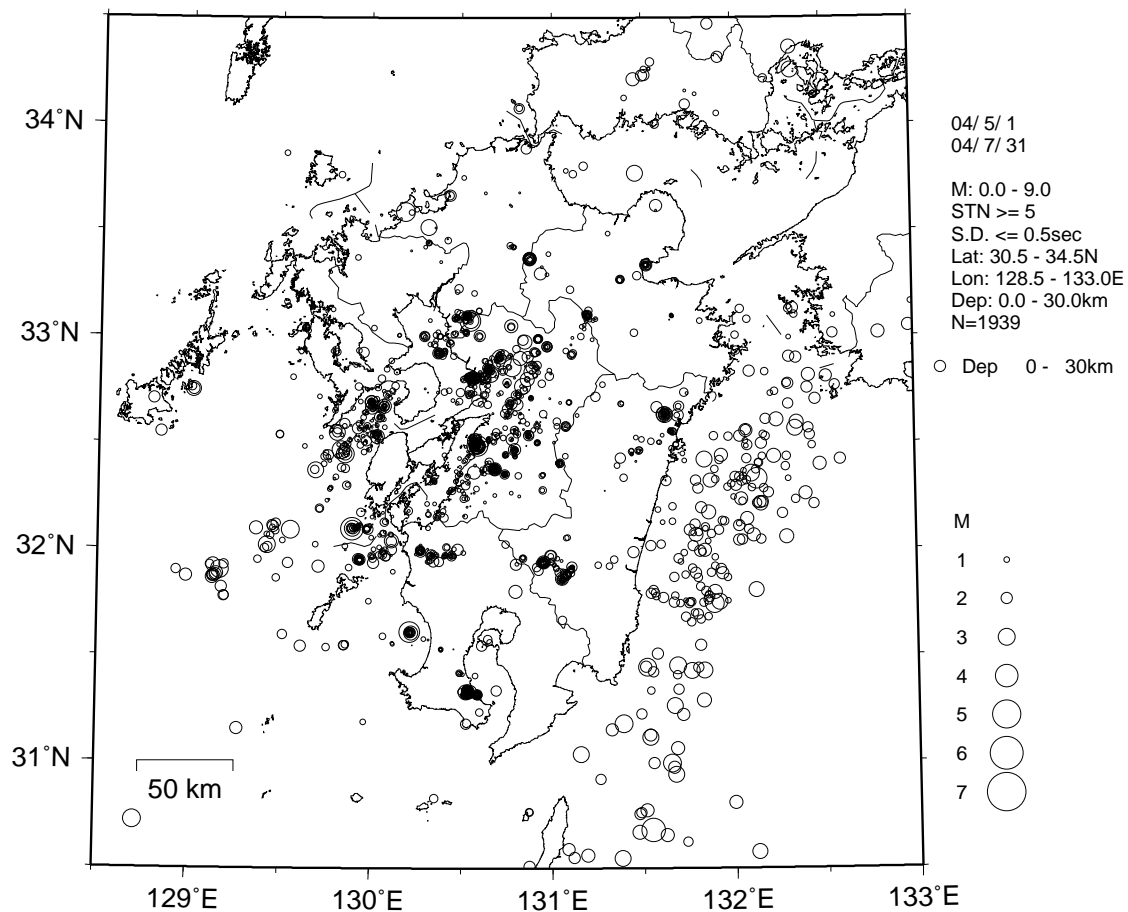 34°N
33°N
32°N
31°N
50 km
129°E
130°E
131°E
132°E
133°E
04/ 5/ 1
04/ 7/ 31
M: 0.0 - 9.0
STN >= 5
S.D. <= 0.5sec
Lat: 30.5 - 34.5N
Lon: 128.5 - 133.0E
Dep: 0.0 - 30.0km
N=1939
Dep 0 - 30km
M
1
2
3
4
5
6
7